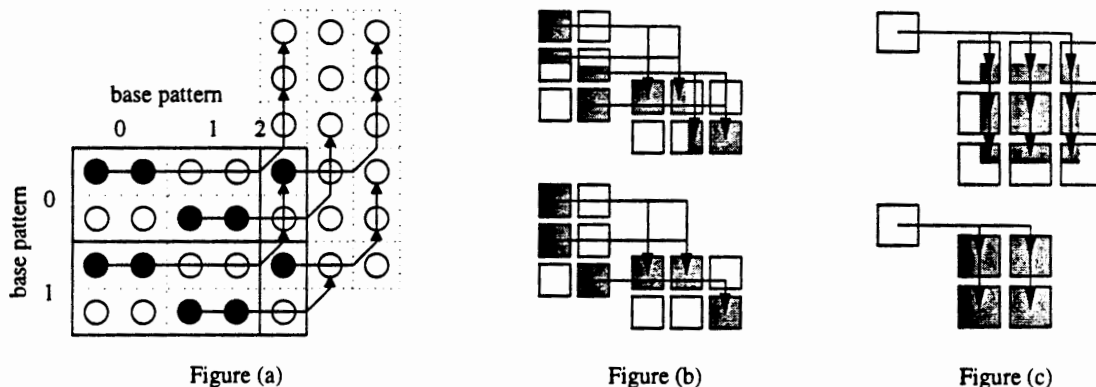 base pattern
0 1 2
base pattern
0
1
Figure (a)
Figure (b)
Figure (c)